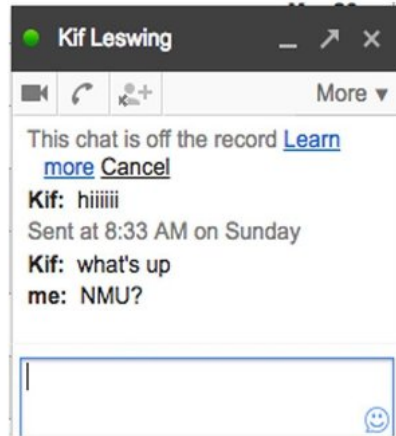 Kif Leswing
More
This chat is off the record Learn
more Cancel
Kif: hiiiiii
Sent at 8:33 AM on Sunday
Kif: what's up
me: NMU?